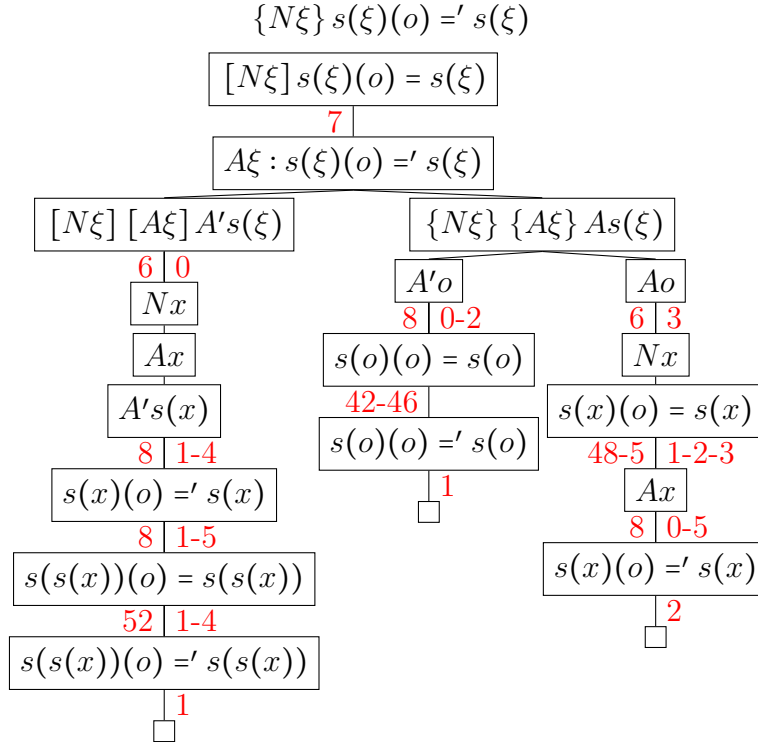 {Nξ} s(ξ)(o) =′ s(ξ)
[Nξ] s(ξ)(o) = s(ξ)
7
Aξ : s(ξ)(o) =′ s(ξ)
[Nξ] [Aξ] A′s(ξ)
{Nξ} {Aξ} As(ξ)
6 0
Nx
Ax
A′s(x)
8 1-4
s(x)(o) =′ s(x)
8 1-5
s(s(x))(o) = s(s(x))
52 1-4
s(s(x))(o) =′ s(s(x))
1
A′o
8 0-2
s(o)(o) = s(o)
42-46
s(o)(o) =′ s(o)
1
Ao
6 3
Nx
s(x)(o) = s(x)
48-5 1-2-3
Ax
8 0-5
s(x)(o) =′ s(x)
2